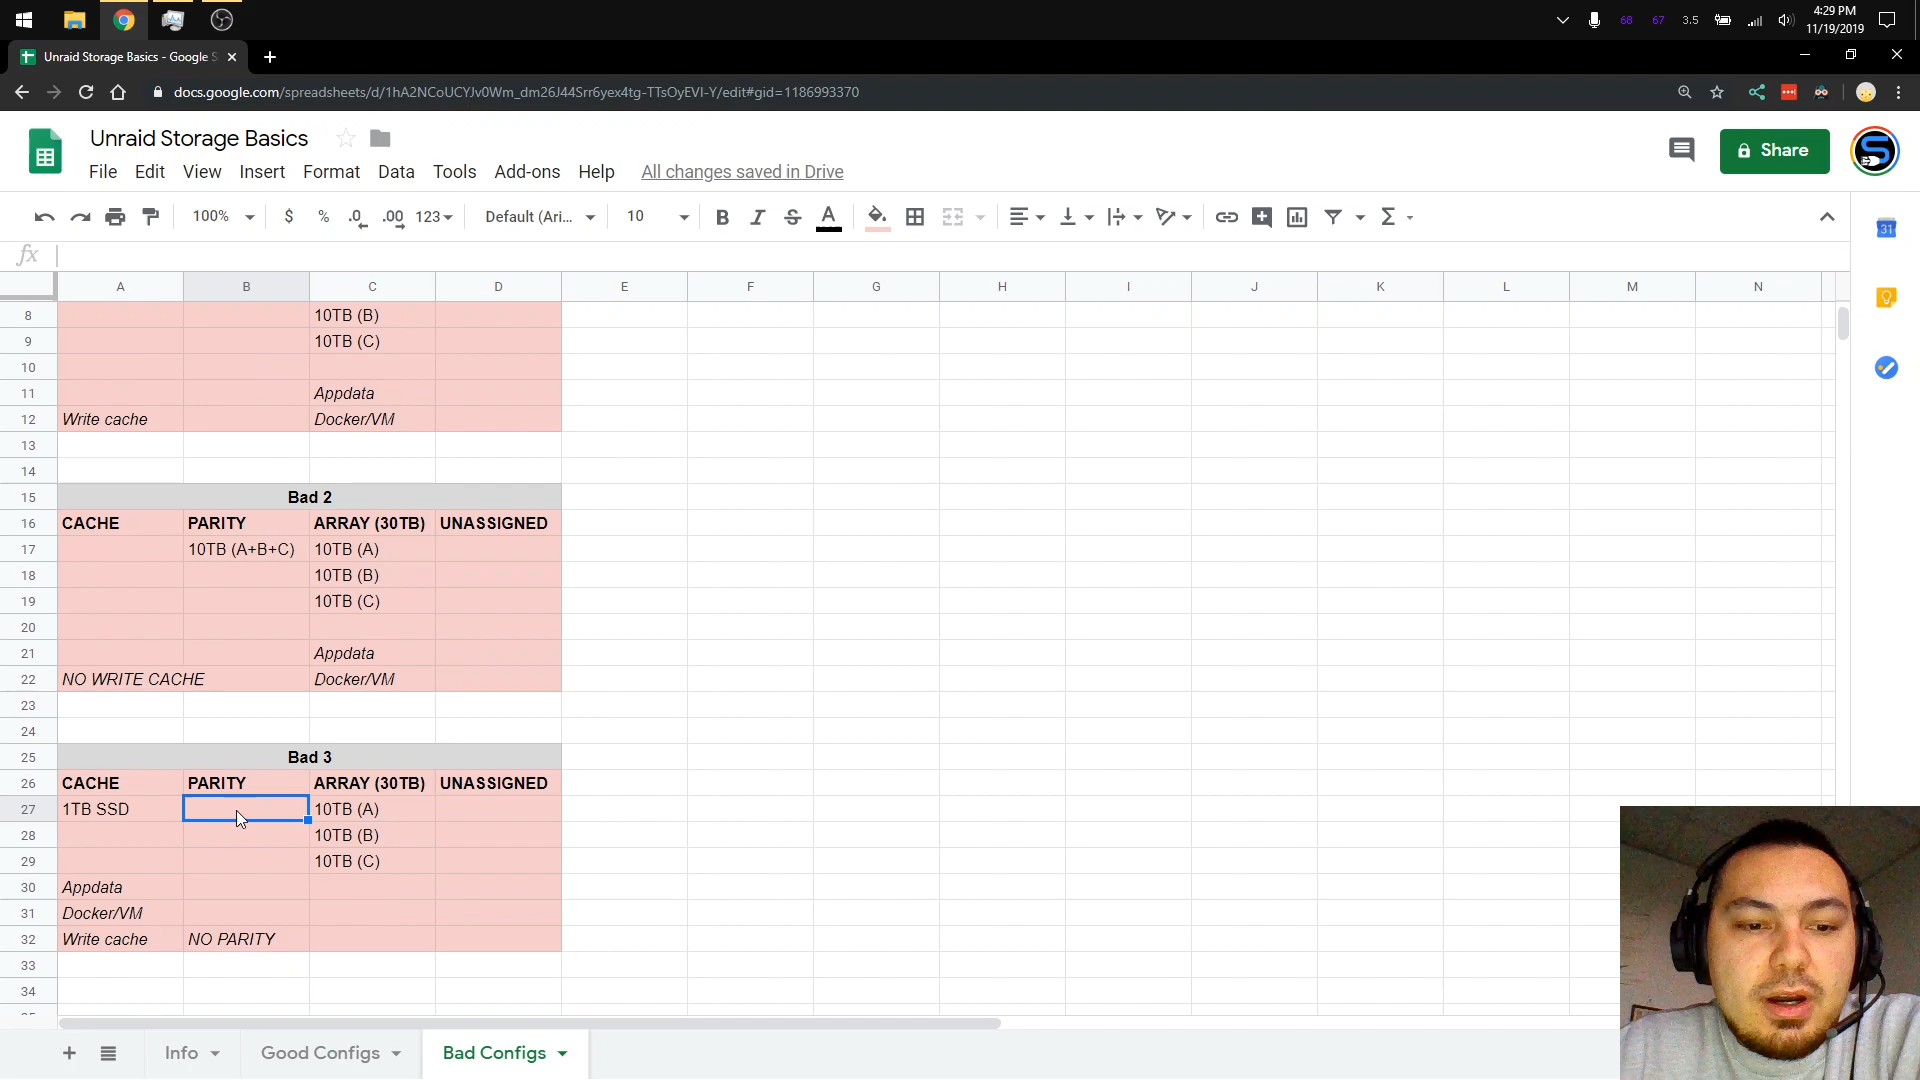 68 67 3.5
4:29 PM
11/19/2019
Unraid Storage Basics - Google S
docs.google.com/spreadsheets/d/1hA2NCoUCYJv0Wm_dm26J44Srr6yex4tg-TTsOyEVI-Y/edit#gid=1186993370
Unraid Storage Basics
File Edit View Insert Format Data Tools Add-ons Help All changes saved in Drive
Share
100% $ % .0 .00 123 Default (Ari... 10 B I S A Σ
fx
31
A B C D E F G H I J K L M N
8 10TB (B)
9 10TB (C)
10
11 Appdata
12 Write cache Docker/VM
13
14
15 Bad 2
16 CACHE PARITY ARRAY (30TB) UNASSIGNED
17 10TB (A+B+C) 10TB (A)
18 10TB (B)
19 10TB (C)
20
21 Appdata
22 NO WRITE CACHE Docker/VM
23
24
25 Bad 3
26 CACHE PARITY ARRAY (30TB) UNASSIGNED
27 1TB SSD 10TB (A)
28 10TB (B)
29 10TB (C)
30 Appdata
31 Docker/VM
32 Write cache NO PARITY
33
34
Info Good Configs Bad Configs